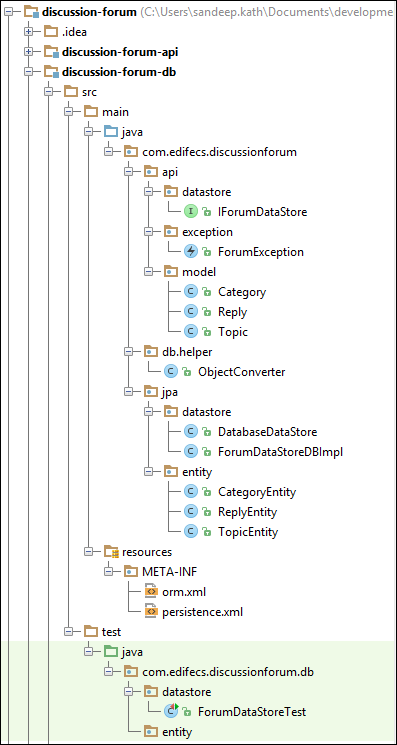 discussion-forum (C:\Users\sandeep.kath\Documents\developme
.idea
discussion-forum-api
discussion-forum-db
src
main
java
com.edifecs.discussionforum
api
datastore
I IForumDataStore
exception
ForumException
model
C Category
C Reply
C Topic
db.helper
C ObjectConverter
jpa
datastore
C DatabaseDataStore
C ForumDataStoreDBImpl
entity
C CategoryEntity
C ReplyEntity
C TopicEntity
resources
META-INF
orm.xml
persistence.xml
test
java
com.edifecs.discussionforum.db
datastore
C ForumDataStoreTest
entity